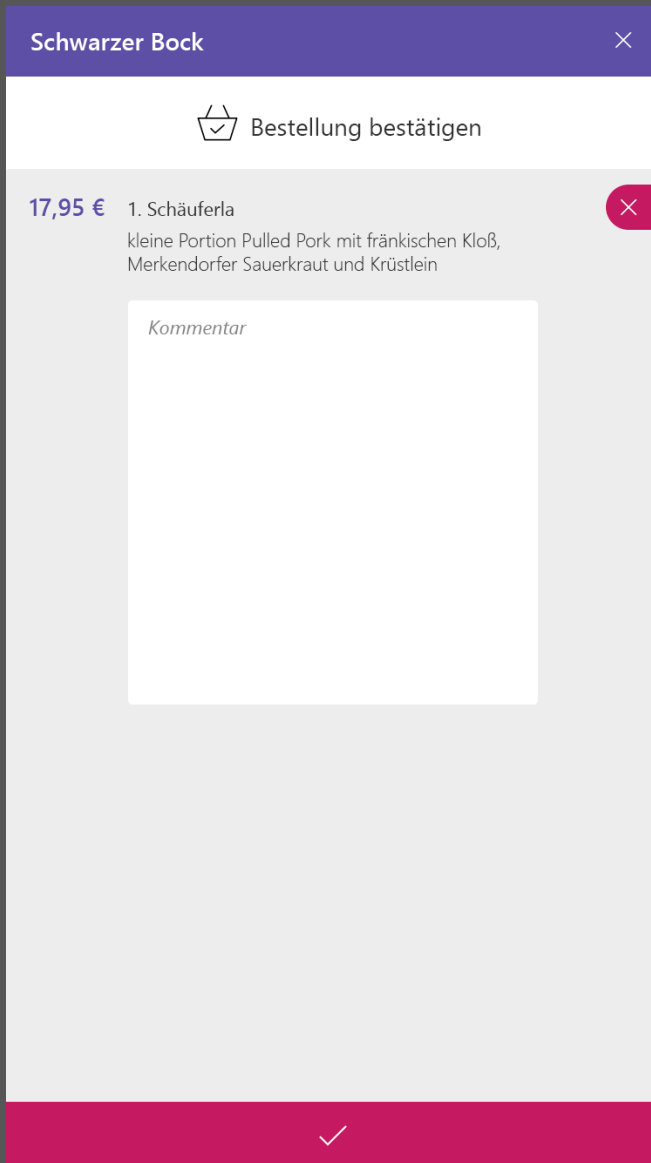 Schwarzer Bock
Bestellung bestätigen
17,95 € 1. Schäuferla
kleine Portion Pulled Pork mit fränkischen Kloß,
Merkendorfer Sauerkraut und Krüstlein
Kommentar